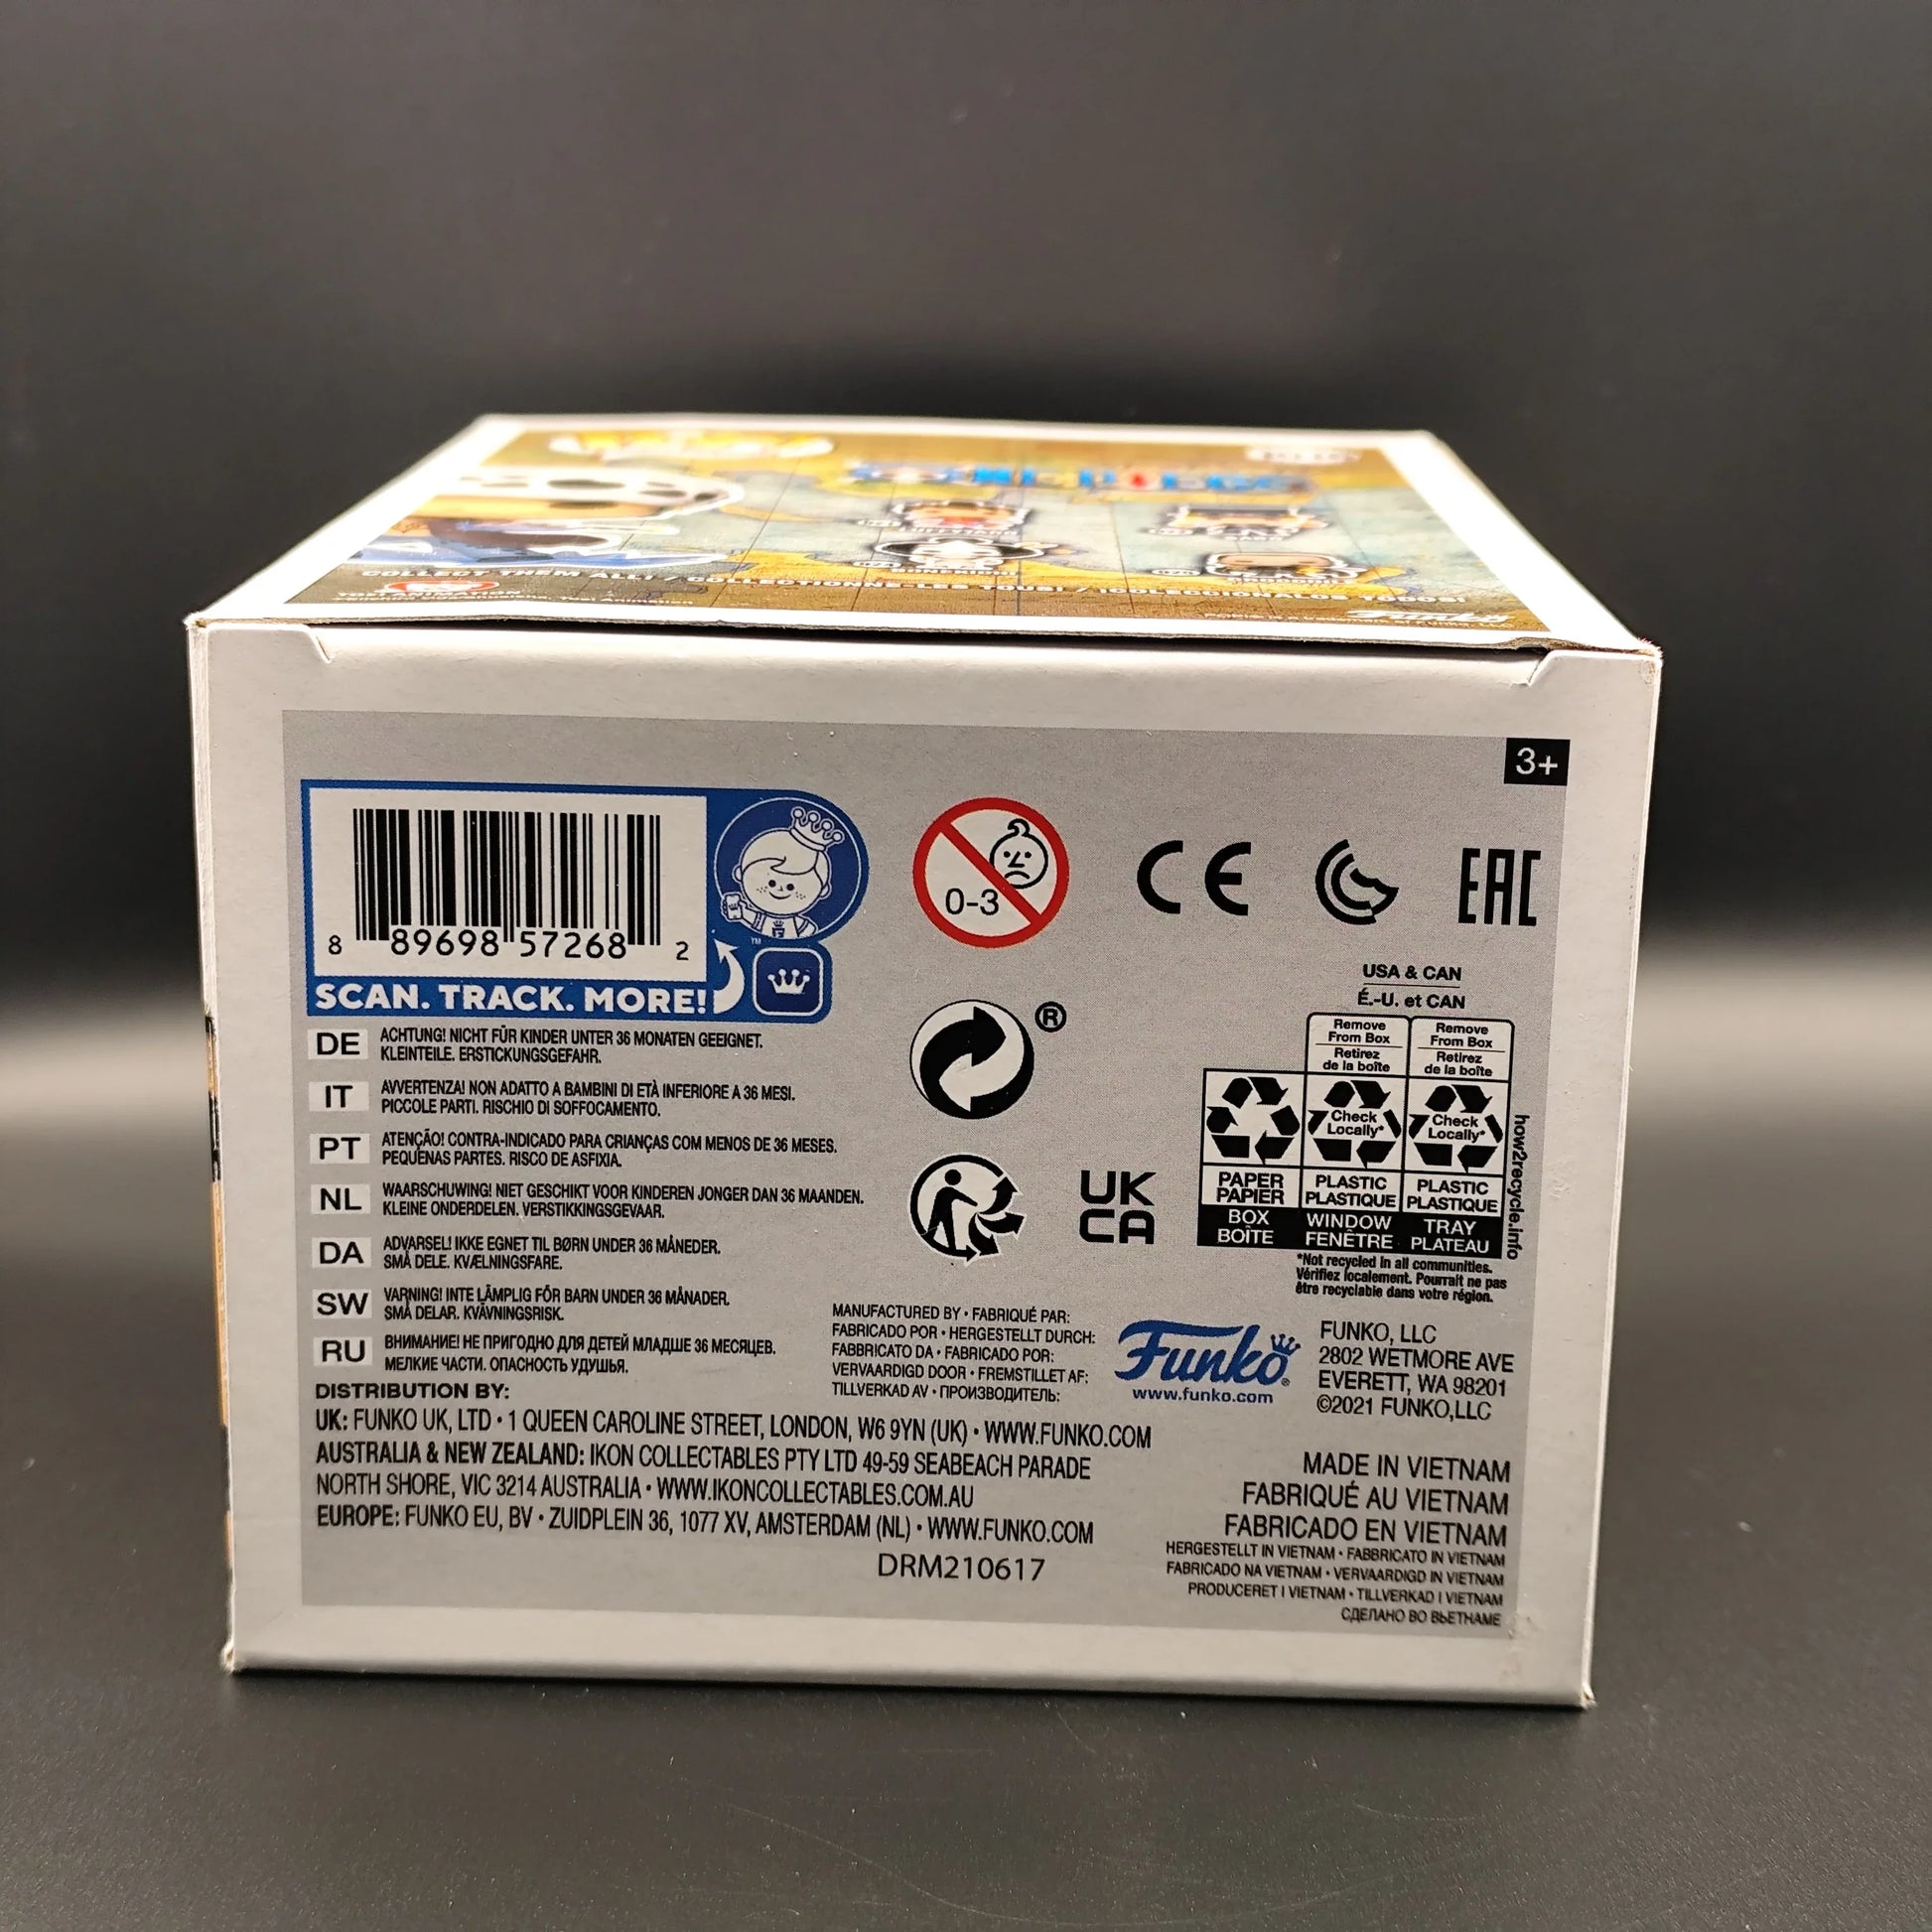 COLLECT THEM ALL! / COLLECTIONNE-LES TOUS! / ¡COLECCIÓNALOS TODOS!
TOEI ANIMATION
3+
8 89698 57268 2
™
SCAN. TRACK. MORE!
0-3
CE
EAC
®
USA & CAN
É.-U. et CAN
Remove From Box
Retirez de la boîte
Remove From Box
Retirez de la boîte
Check Locally*
Check Locally*
PAPER PAPIER
PLASTIC PLASTIQUE
PLASTIC PLASTIQUE
BOX BOÎTE
WINDOW FENÊTRE
TRAY PLATEAU
how2recycle.info
*Not recycled in all communities.
Vérifiez localement. Pourrait ne pas
être recyclable dans votre région.
UK
CA
DE ACHTUNG! NICHT FÜR KINDER UNTER 36 MONATEN GEEIGNET.
KLEINTEILE. ERSTICKUNGSGEFAHR.
IT AVVERTENZA! NON ADATTO A BAMBINI DI ETÀ INFERIORE A 36 MESI.
PICCOLE PARTI. RISCHIO DI SOFFOCAMENTO.
PT ATENÇÃO! CONTRA-INDICADO PARA CRIANÇAS COM MENOS DE 36 MESES.
PEQUENAS PARTES. RISCO DE ASFIXIA.
NL WAARSCHUWING! NIET GESCHIKT VOOR KINDEREN JONGER DAN 36 MAANDEN.
KLEINE ONDERDELEN. VERSTIKKINGSGEVAAR.
DA ADVARSEL! IKKE EGNET TIL BØRN UNDER 36 MÅNEDER.
SMÅ DELE. KVÆLNINGSFARE.
SW VARNING! INTE LÄMPLIG FÖR BARN UNDER 36 MÅNADER.
SMÅ DELAR. KVÄVNINGSRISK.
RU ВНИМАНИЕ! НЕ ПРИГОДНО ДЛЯ ДЕТЕЙ МЛАДШЕ 36 МЕСЯЦЕВ.
МЕЛКИЕ ЧАСТИ. ОПАСНОСТЬ УДУШЬЯ.
MANUFACTURED BY • FABRIQUÉ PAR:
FABRICADO POR • HERGESTELLT DURCH:
FABBRICATO DA • FABRICADO POR:
VERVAARDIGD DOOR • FREMSTILLET AF:
TILLVERKAD AV • ПРОИЗВОДИТЕЛЬ:
Funko®
www.funko.com
FUNKO, LLC
2802 WETMORE AVE
EVERETT, WA 98201
©2021 FUNKO,LLC
DISTRIBUTION BY:
UK: FUNKO UK, LTD • 1 QUEEN CAROLINE STREET, LONDON, W6 9YN (UK) • WWW.FUNKO.COM
AUSTRALIA & NEW ZEALAND: IKON COLLECTABLES PTY LTD 49-59 SEABEACH PARADE
NORTH SHORE, VIC 3214 AUSTRALIA • WWW.IKONCOLLECTABLES.COM.AU
EUROPE: FUNKO EU, BV • ZUIDPLEIN 36, 1077 XV, AMSTERDAM (NL) • WWW.FUNKO.COM
DRM210617
MADE IN VIETNAM
FABRIQUÉ AU VIETNAM
FABRICADO EN VIETNAM
HERGESTELLT IN VIETNAM • FABBRICATO IN VIETNAM
FABRICADO NA VIETNAM • VERVAARDIGD IN VIETNAM
PRODUCERET I VIETNAM • TILLVERKAD I VIETNAM
СДЕЛАНО ВО ВЬЕТНАМЕ